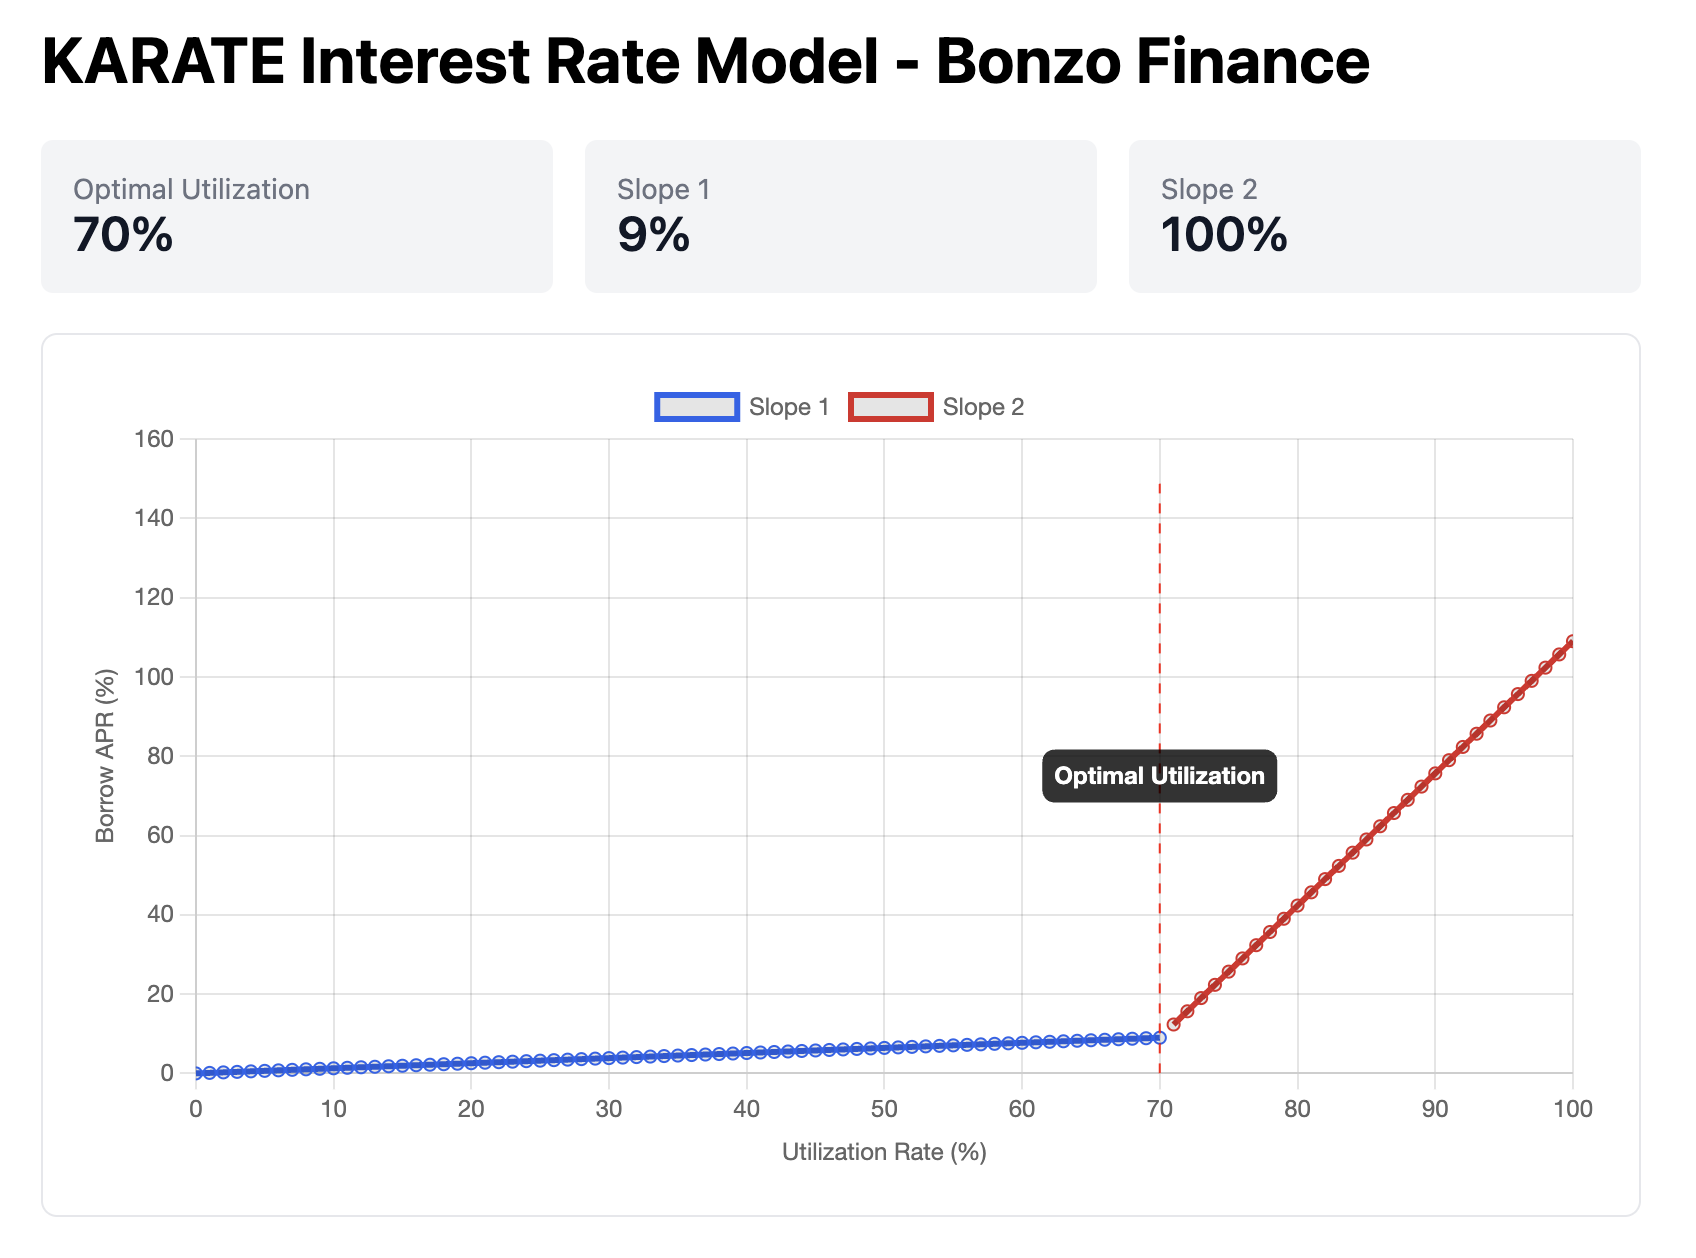 KARATE Interest Rate Model - Bonzo Finance
Optimal Utilization
70%
Slope 1
9%
Slope 2
100%
Slope 1
Slope 2
160
140
120
100
80
60
40
20
0
Borrow APR (%)
Optimal Utilization
0 10 20 30 40 50 60 70 80 90 100
Utilization Rate (%)